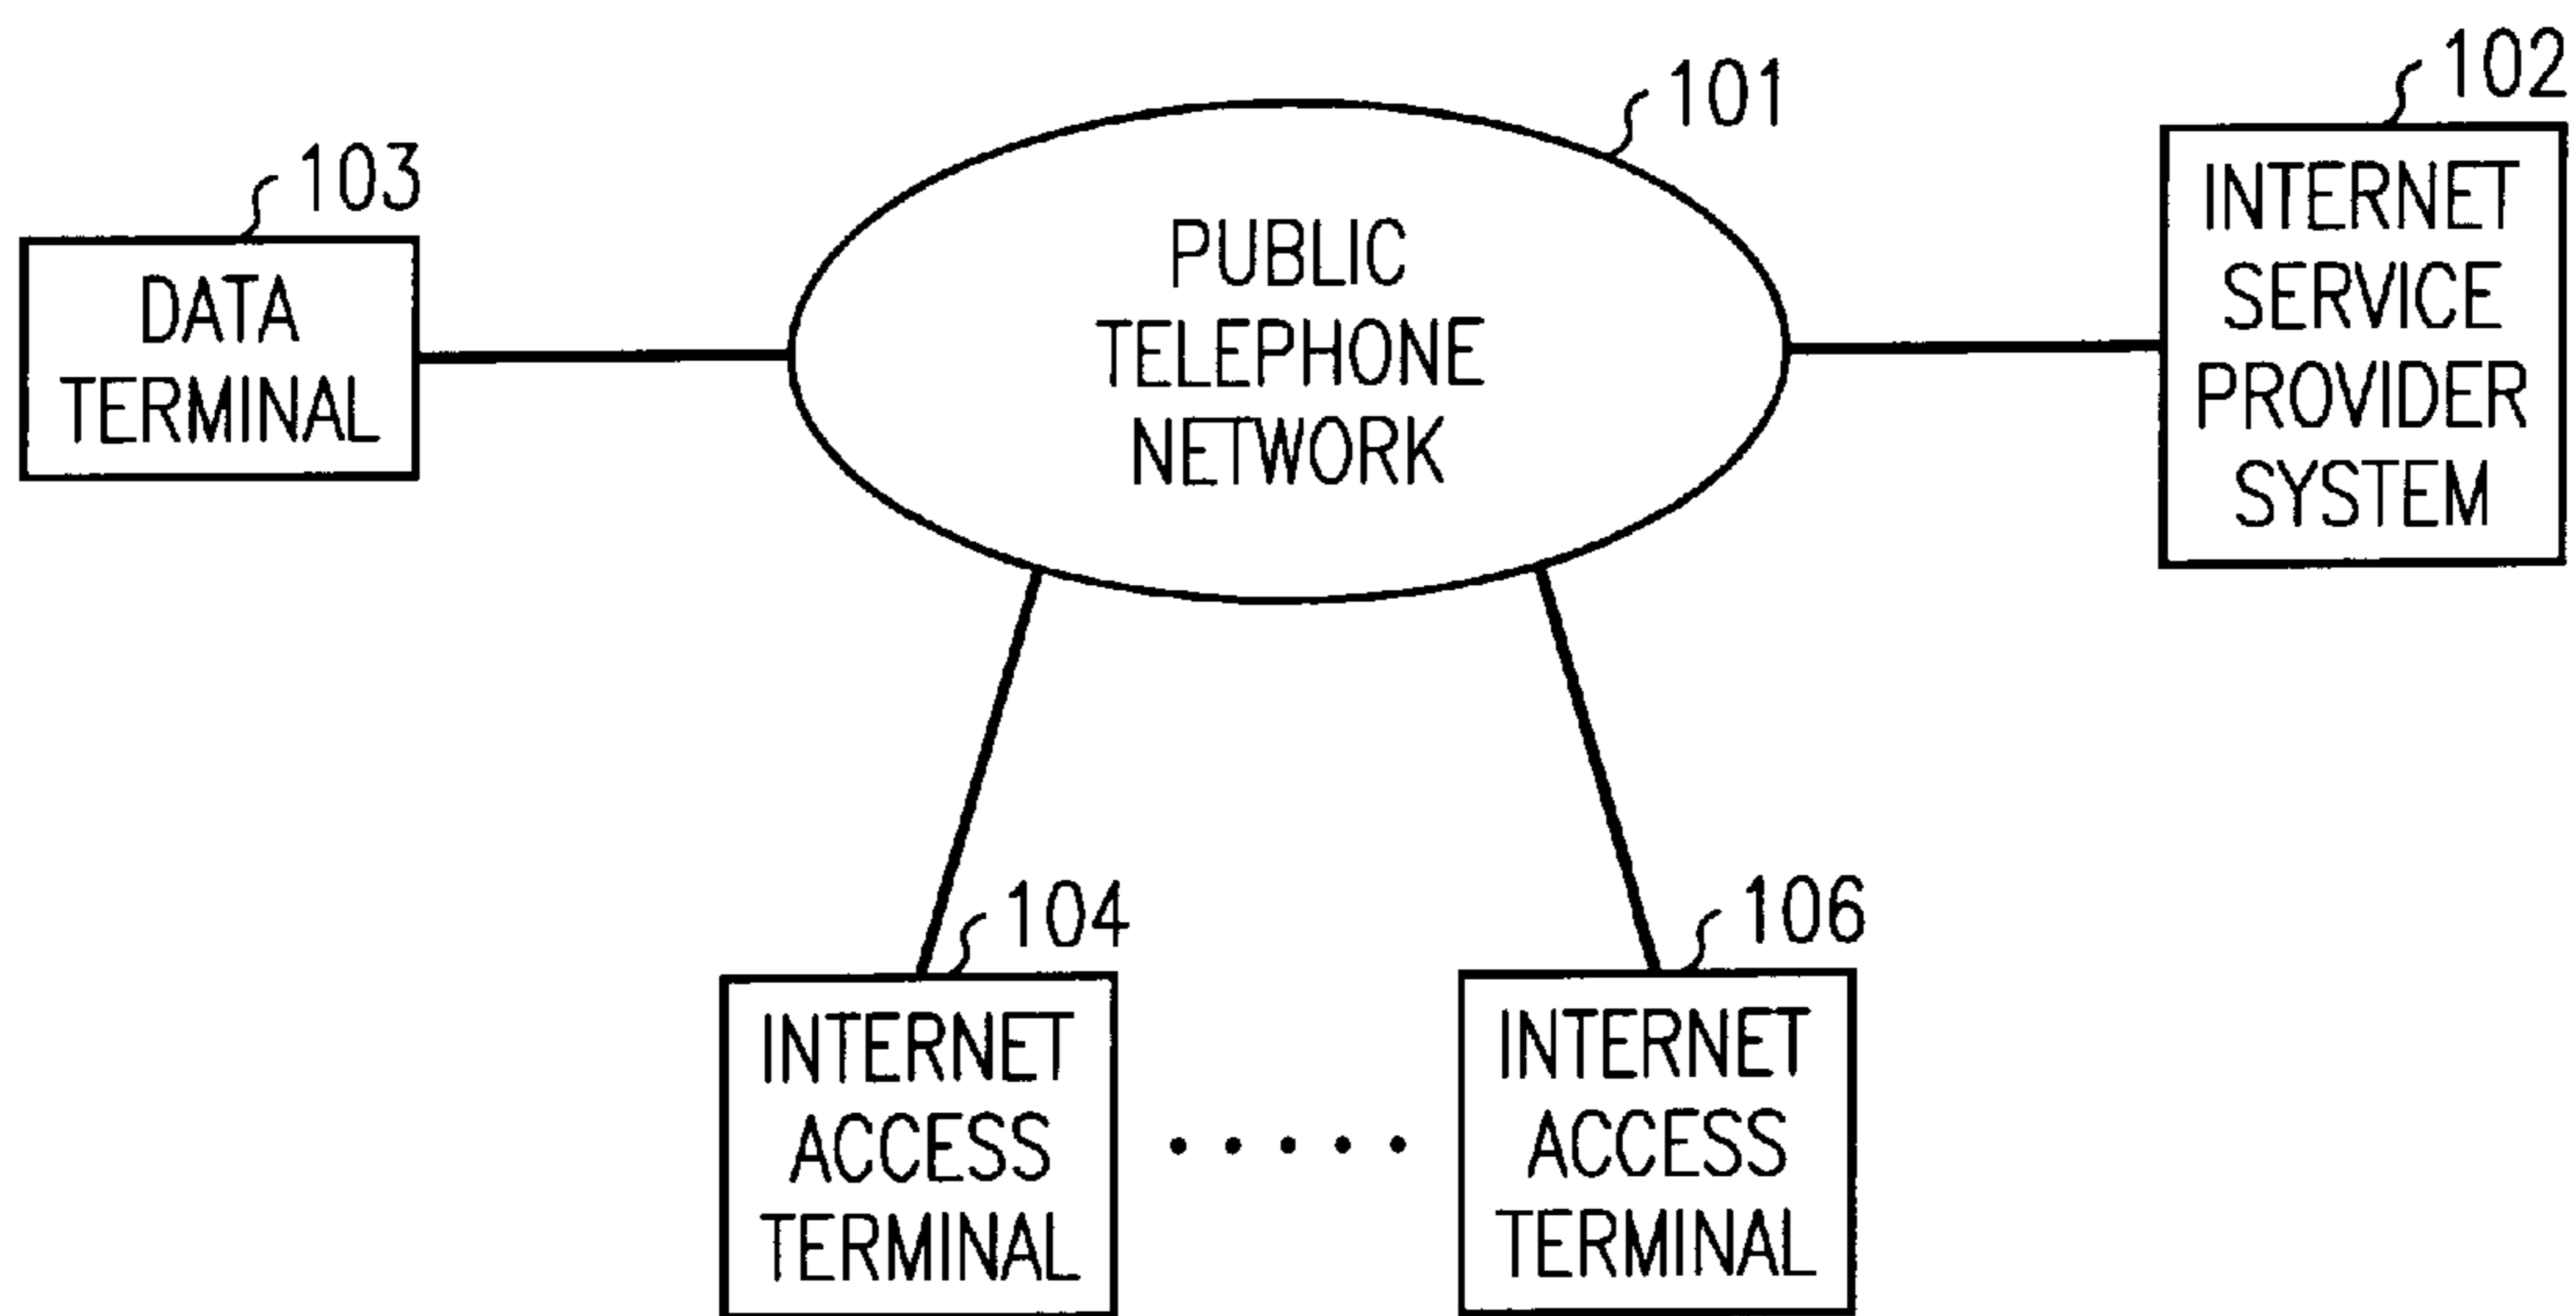 101
102
103
PUBLIC
TELEPHONE
NETWORK
INTERNET
SERVICE
PROVIDER
SYSTEM
DATA
TERMINAL
104
106
INTERNET
ACCESS
TERMINAL
INTERNET
ACCESS
TERMINAL